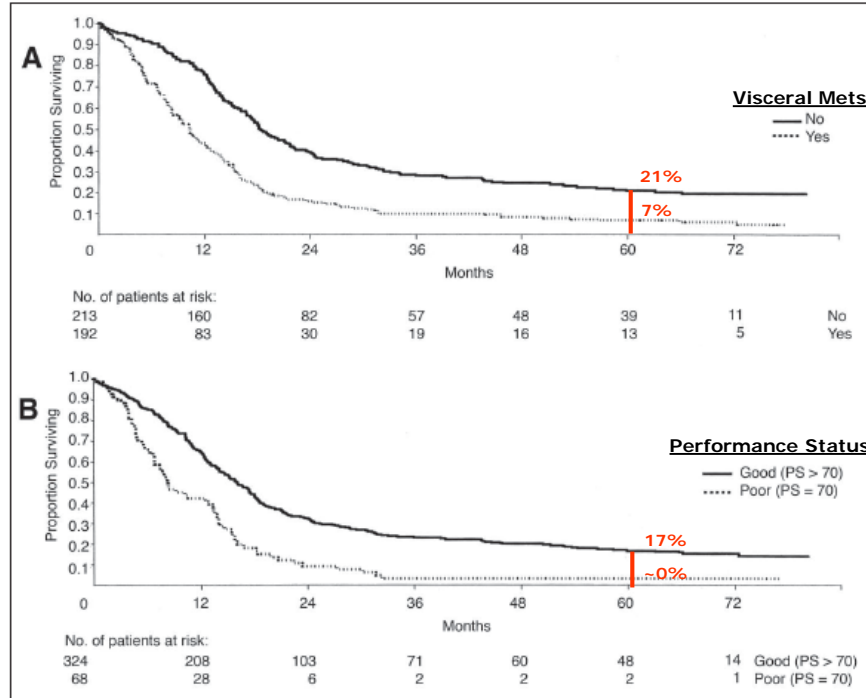 A
Proportion Surviving
1.0
0.9
0.8
0.7
0.6
0.5
0.4
0.3
0.2
0.1
Visceral Mets
No
Yes
21%
7%
0 12 24 36 48 60 72
Months
No. of patients at risk:
213 160 82 57 48 39 11 No
192 83 30 19 16 13 5 Yes
B
Proportion Surviving
1.0
0.9
0.8
0.7
0.6
0.5
0.4
0.3
0.2
0.1
Performance Status
Good (PS > 70)
Poor (PS = 70)
17%
~0%
0 12 24 36 48 60 72
Months
No. of patients at risk:
324 208 103 71 60 48 14 Good (PS > 70)
68 28 6 2 2 2 1 Poor (PS = 70)